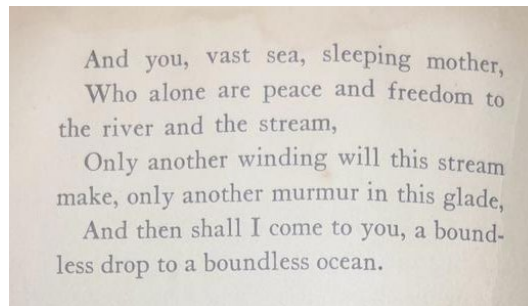 And you, vast sea, sleeping mother,
Who alone are peace and freedom to
the river and the stream,
Only another winding will this stream
make, only another murmur in this glade,
And then shall I come to you, a bound-
less drop to a boundless ocean.